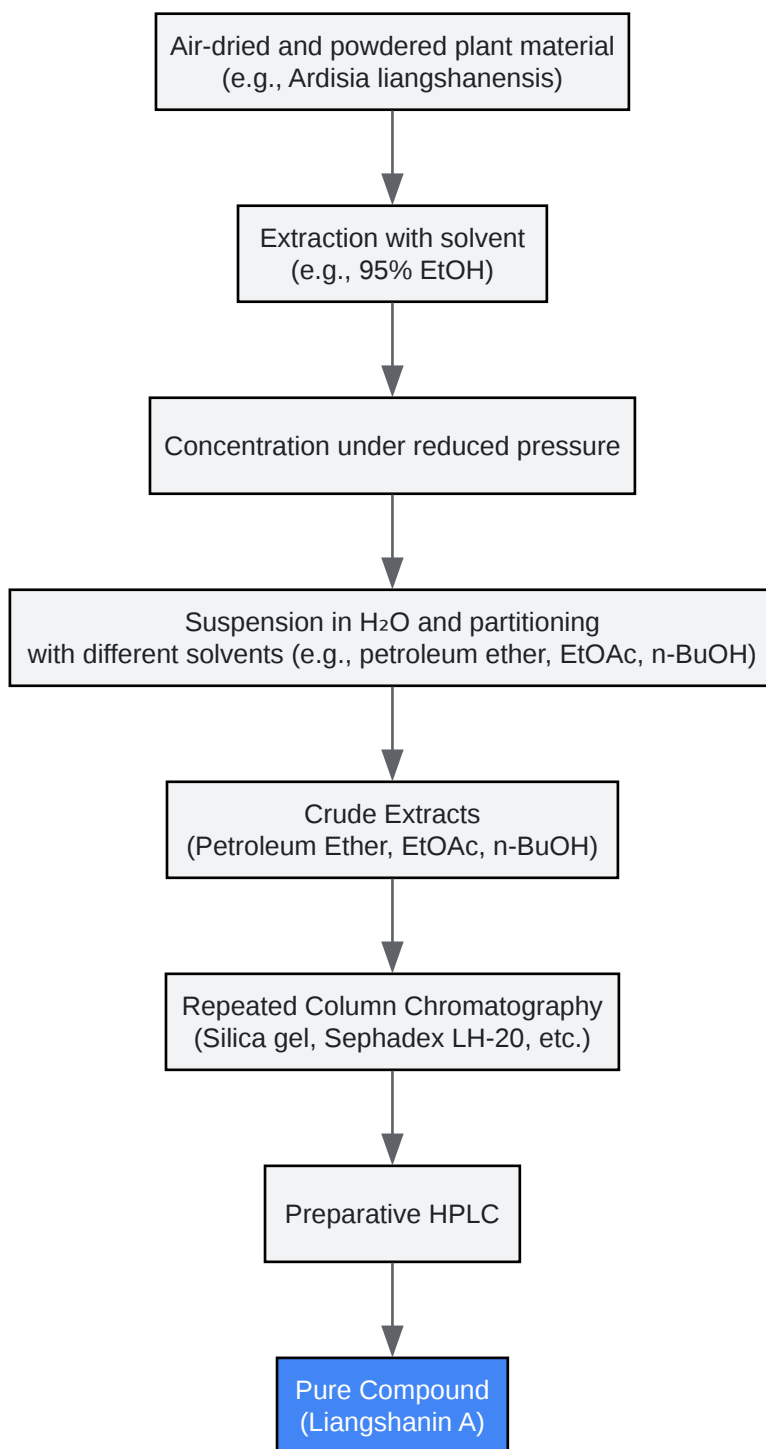 Air-dried and powdered plant material
(e.g., Ardisia liangshanensis)
Extraction with solvent
(e.g., 95% EtOH)
Concentration under reduced pressure
Suspension in H₂O and partitioning
with different solvents (e.g., petroleum ether, EtOAc, n-BuOH)
Crude Extracts
(Petroleum Ether, EtOAc, n-BuOH)
Repeated Column Chromatography
(Silica gel, Sephadex LH-20, etc.)
Preparative HPLC
Pure Compound
(Liangshanin A)